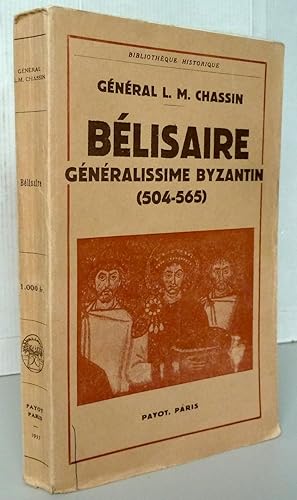 GÉNÉRAL
L. M. CHASSIN
Bélisaire
PAYOT
PARIS
BIBLIOTHÈQUE HISTORIQUE
GÉNÉRAL L. M. CHASSIN
BÉLISAIRE
GÉNÉRALISSIME BYZANTIN
(504-565)
PAYOT, PARIS